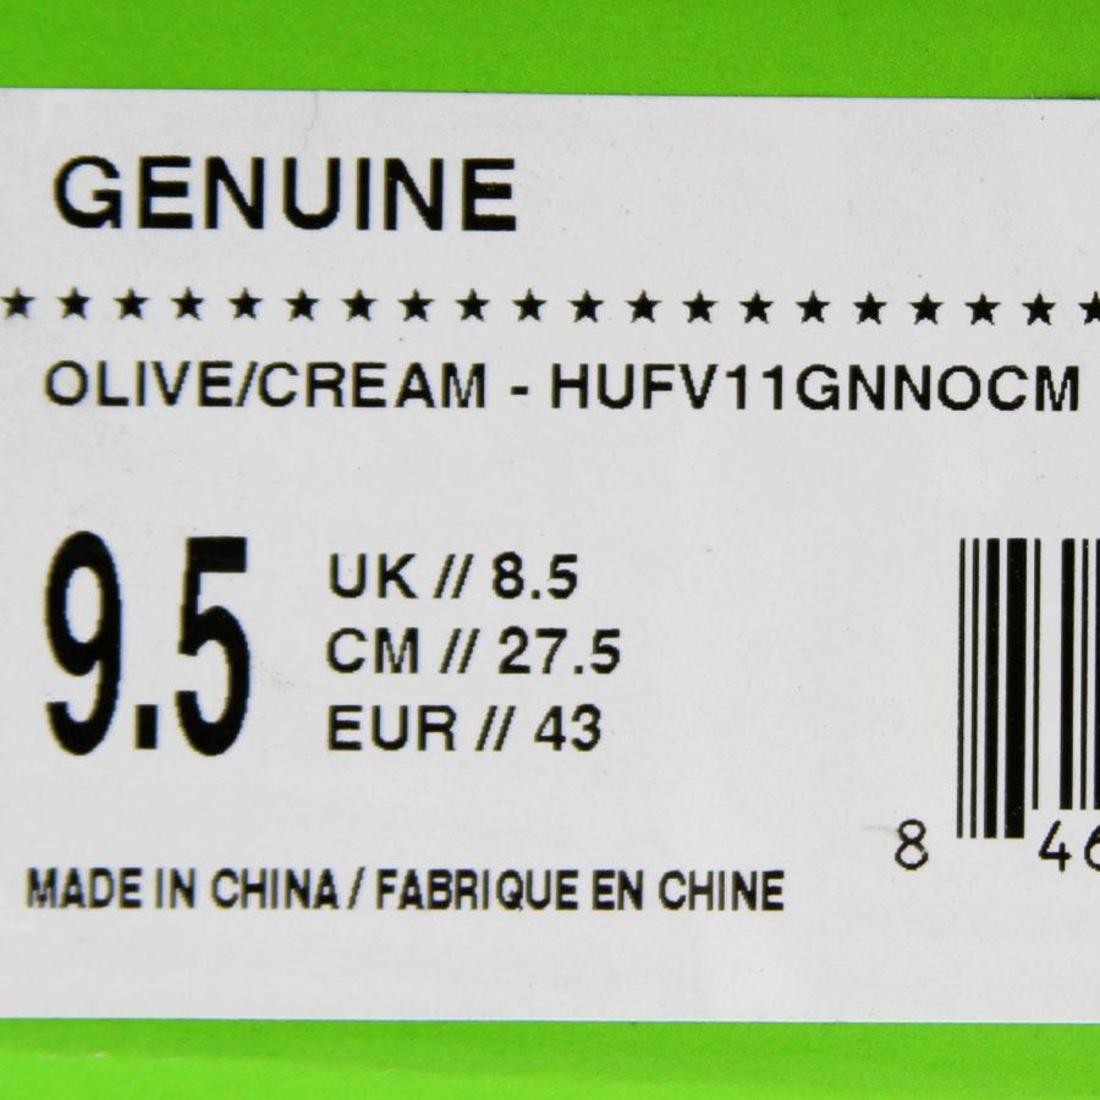 GENUINE
OLIVE/CREAM - HUFV11GNNOCM
9.5
UK // 8.5
CM // 27.5
EUR // 43
8 46
MADE IN CHINA / FABRIQUE EN CHINE